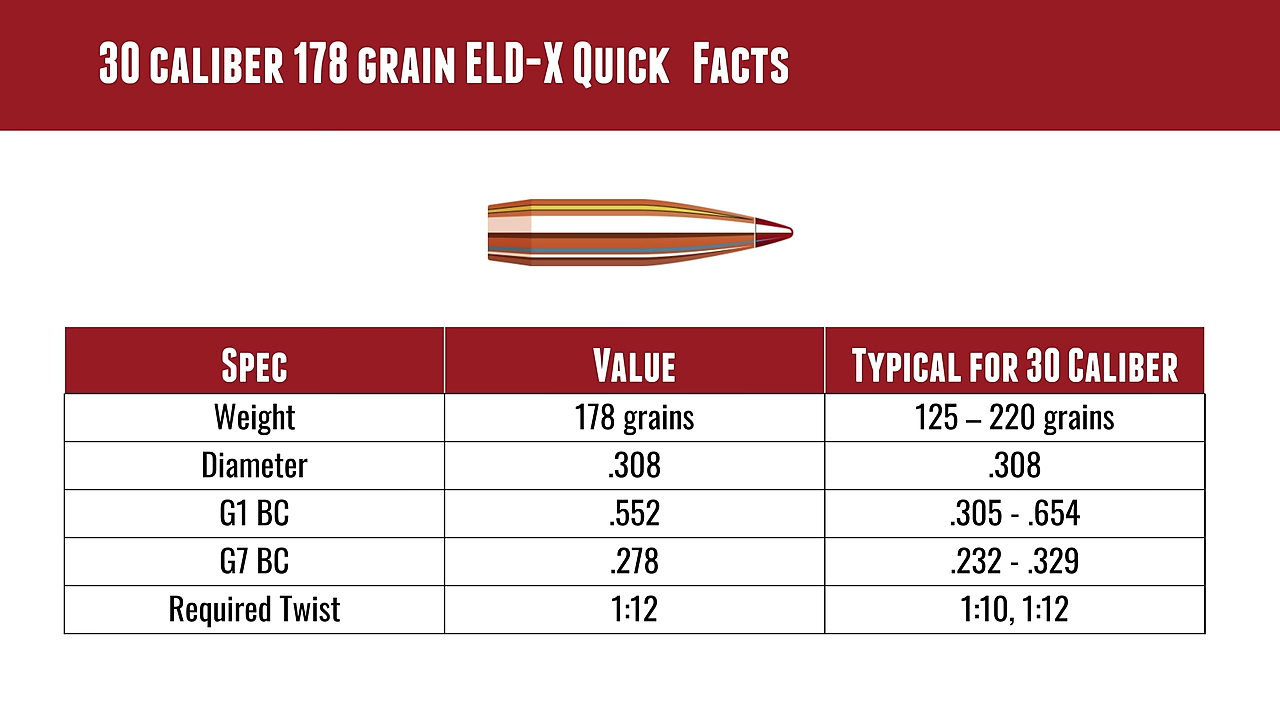 30 caliber 178 grain ELD-X Quick Facts
Spec Value Typical for 30 Caliber
Weight 178 grains 125 – 220 grains
Diameter .308 .308
G1 BC .552 .305 - .654
G7 BC .278 .232 - .329
Required Twist 1:12 1:10, 1:12